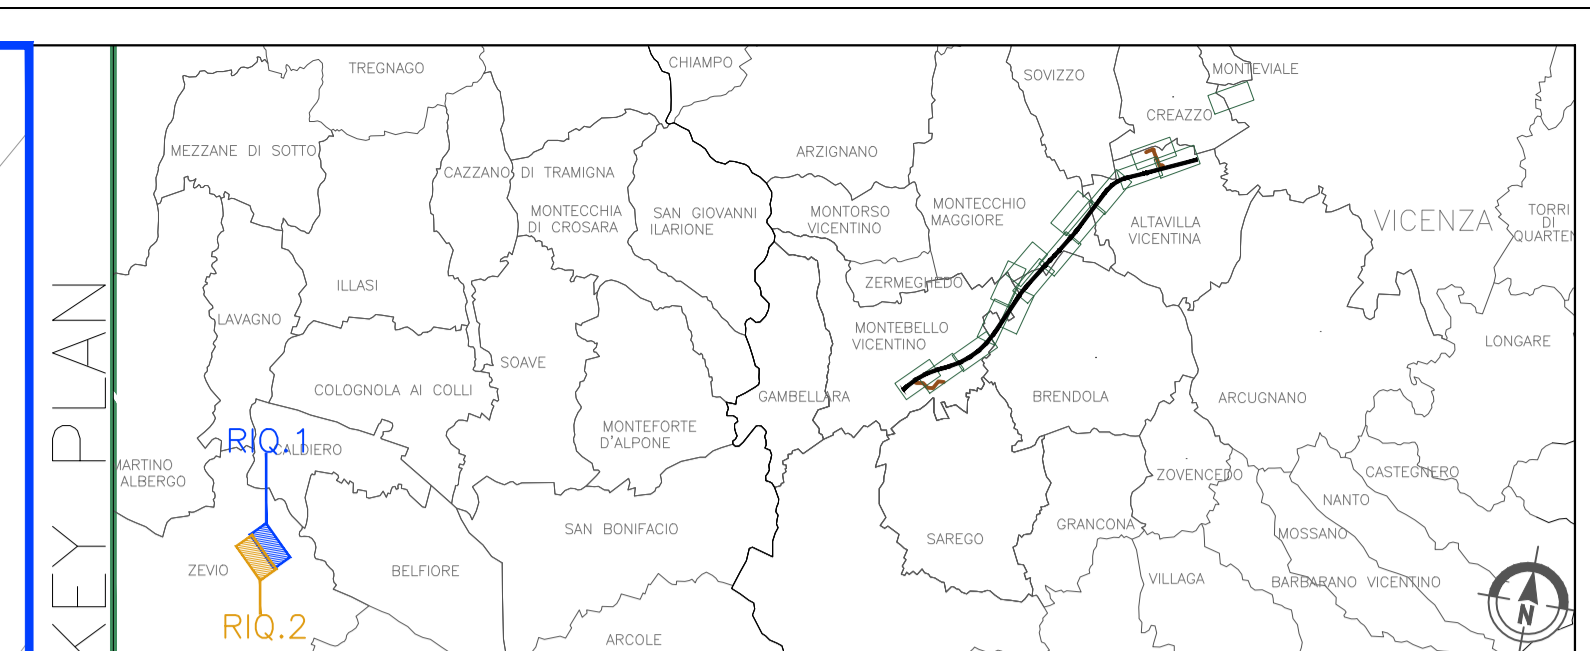 KEY PLAN
TREGNAGO
CHIAMPO
SOVIZZO
MONTEVIALE
CREAZZO
MEZZANE DI SOTTO
ARZIGNANO
CAZZANO DI TRAMIGNA
MONTECCHIA
DI CROSARA
SAN GIOVANNI
ILARIONE
MONTORSO
VICENTINO
MONTECCHIO
MAGGIORE
ALTAVILLA
VICENTINA
VICENZA
TORRI
DI
QUARTEN
ILLASI
ZERMEGHEDO
LAVAGNO
MONTEBELLO
VICENTINO
LONGARE
SOAVE
COLOGNOLA AI COLLI
GAMBELLARA
BRENDOLA
ARCUGNANO
MONTEFORTE
D'ALPONE
RIQ.1
CALDIERO
MARTINO
ALBERGO
ZOVENCEDO
CASTEGNERO
NANTO
SAN BONIFACIO
SAREGO
GRANCONA
MOSSANO
ZEVIO
BELFIORE
VILLAGA
BARBARANO VICENTINO
RIQ.2
ARCOLE
N